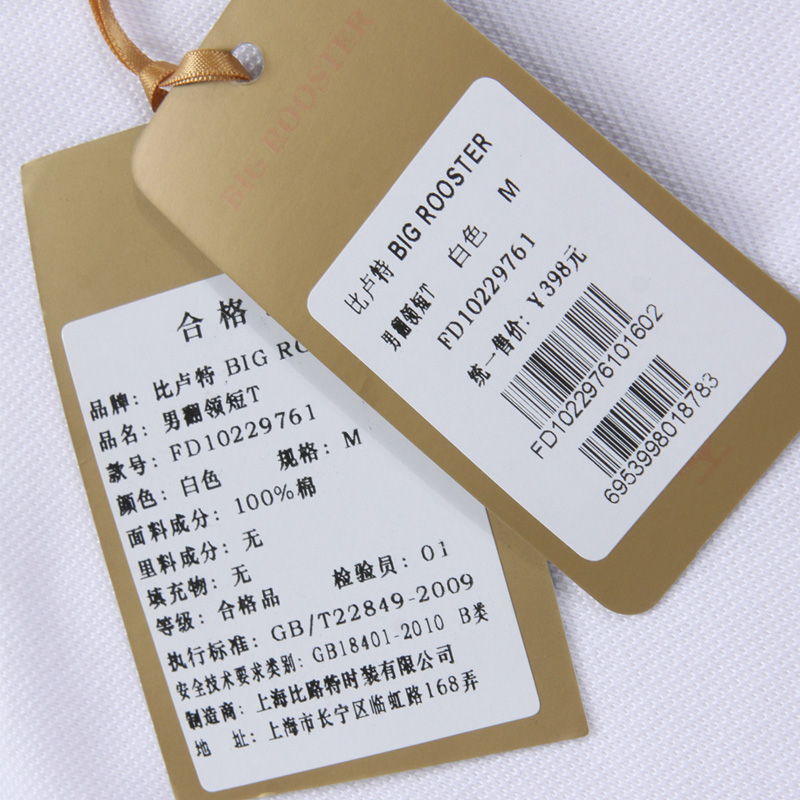 BIG ROOSTER
比卢特 BIG ROOSTER
男翻领短T 白色 M
FD10229761
统一售价: ￥398元
FD1022976101602
6953998018783
合格
品牌: 比卢特 BIG RO
品名: 男翻领短T
款号: FD10229761
颜色: 白色 规格: M
面料成分: 100%棉
里料成分: 无
填充物: 无
等级: 合格品 检验员: 01
执行标准: GB/T22849-2009
安全技术要求类别: GB18401-2010 B类
制造商: 上海比路特时装有限公司
地 址: 上海市长宁区临虹路168弄